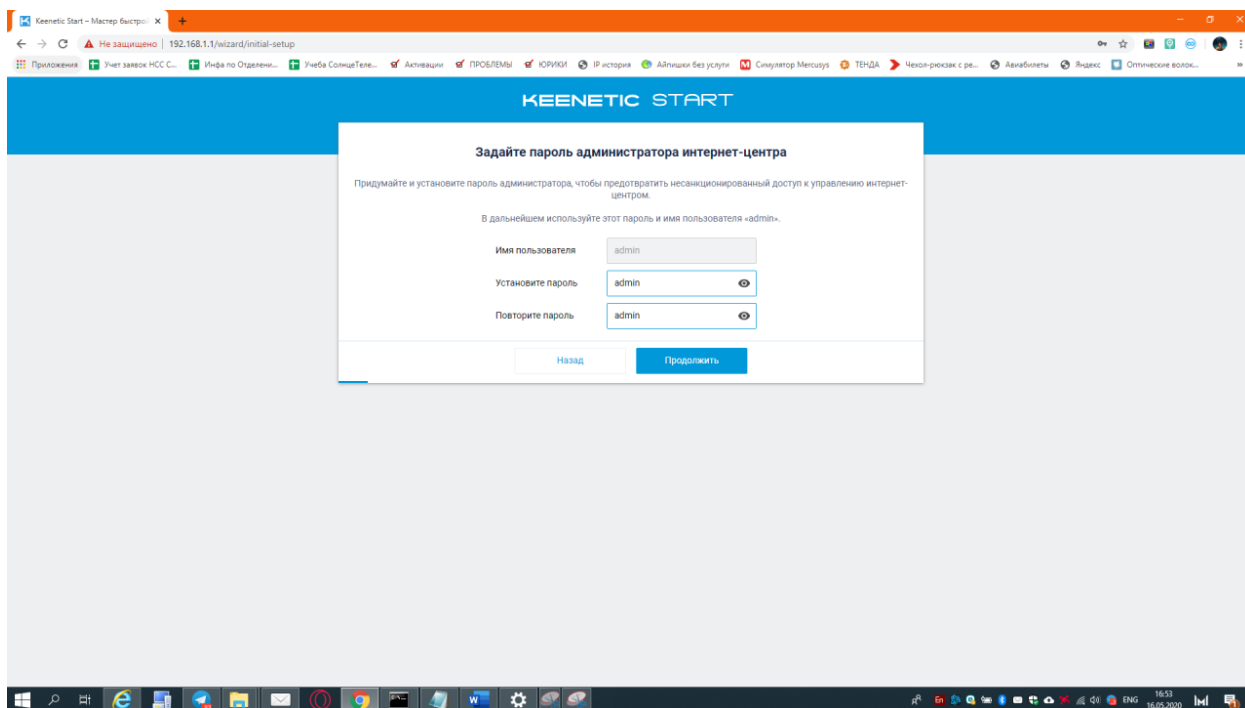 Keenetic Start – Мастер быстрой
Не защищено | 192.168.1.1/wizard/initial-setup
Приложения Учет заявок НСС С... Инфа по Отделени... Учеба СолнцеТеле... Активации ПРОБЛЕМЫ ЮРИКИ IP история Айпишки без услуги Симулятор Mercusys ТЕНДА Чехол-рюкзак с ре... Авиабилеты Яндекс Оптические волок...
KEENETIC START
Задайте пароль администратора интернет-центра
Придумайте и установите пароль администратора, чтобы предотвратить несанкционированный доступ к управлению интернет-
центром.
В дальнейшем используйте этот пароль и имя пользователя «admin».
Имя пользователя admin
Установите пароль admin
Повторите пароль admin
Назад Продолжить
En ENG 16:53
16.05.2020